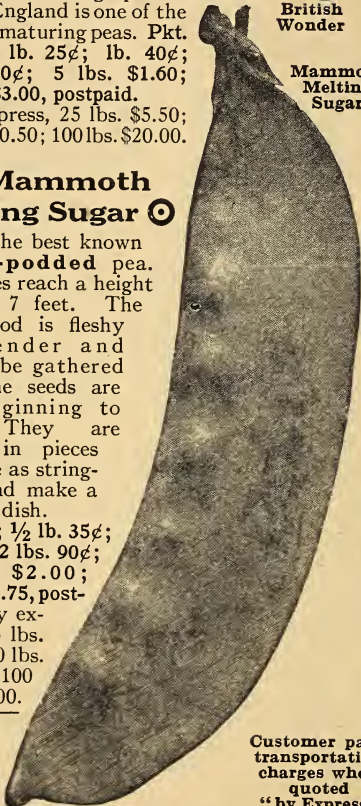 England is one of the
maturing peas. Pkt.
lb. 25¢; lb. 40¢;
0¢; 5 lbs. $1.60;
$3.00, postpaid.
press, 25 lbs. $5.50;
0.50; 100 lbs. $20.00.
Mammoth
ng Sugar
he best known
-podded pea.
es reach a height
7 feet. The
od is fleshy
ender and
be gathered
e seeds are
ginning to
They are
in pieces
e as string-
nd make a
dish.
; ½ lb. 35¢;
2 lbs. 90¢;
$2.00;
.75, post-
y ex-
lbs.
0 lbs.
100
00.
British
Wonder
Mammo
Meltin
Sugar
Customer pa
transportati
charges whe
quoted
"by Expres